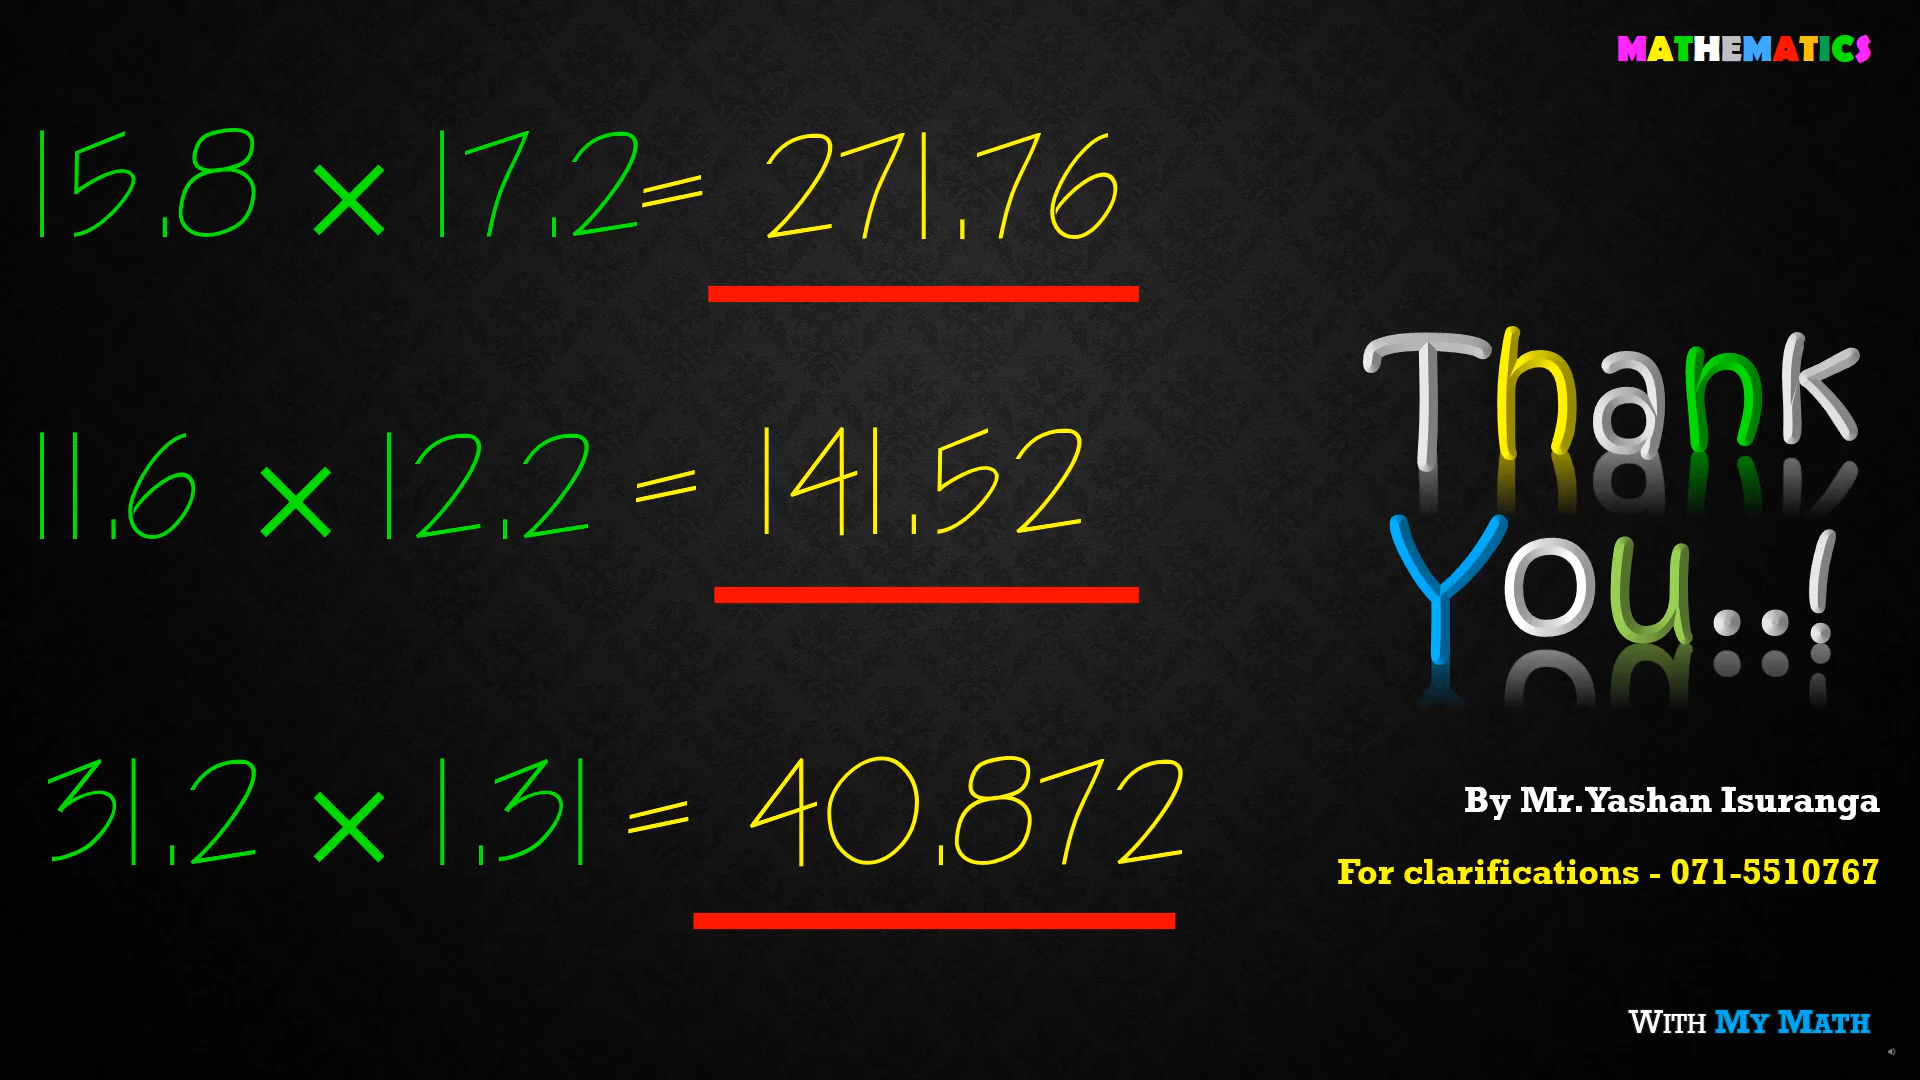 MATHEMATICS
15.8 × 17.2 = 271.76
11.6 × 12.2 = 141.52
31.2 × 1.31 = 40.872
Thank
You..!
By Mr.Yashan Isuranga
For clarifications - 071-5510767
WITH MY MATH